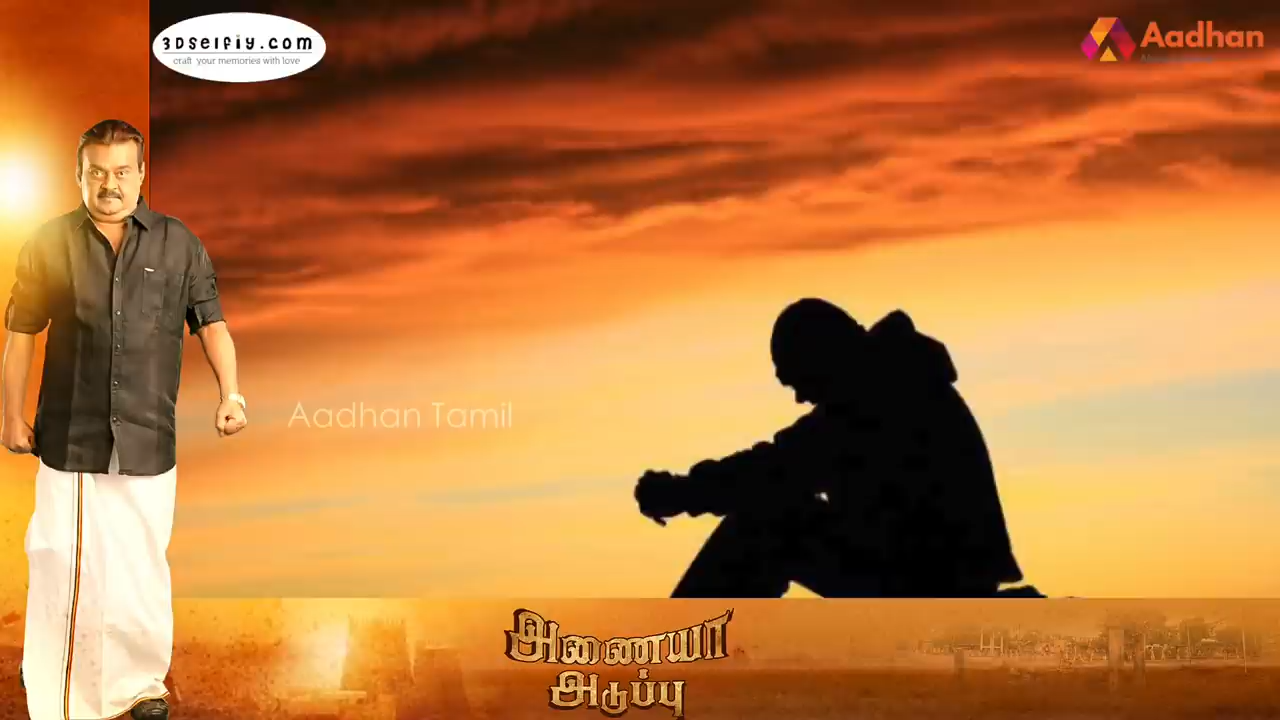 3Dselfiy.com
craft your memories with love
Aadhan
Aadhan Tamil
அணையா
அடுப்பு